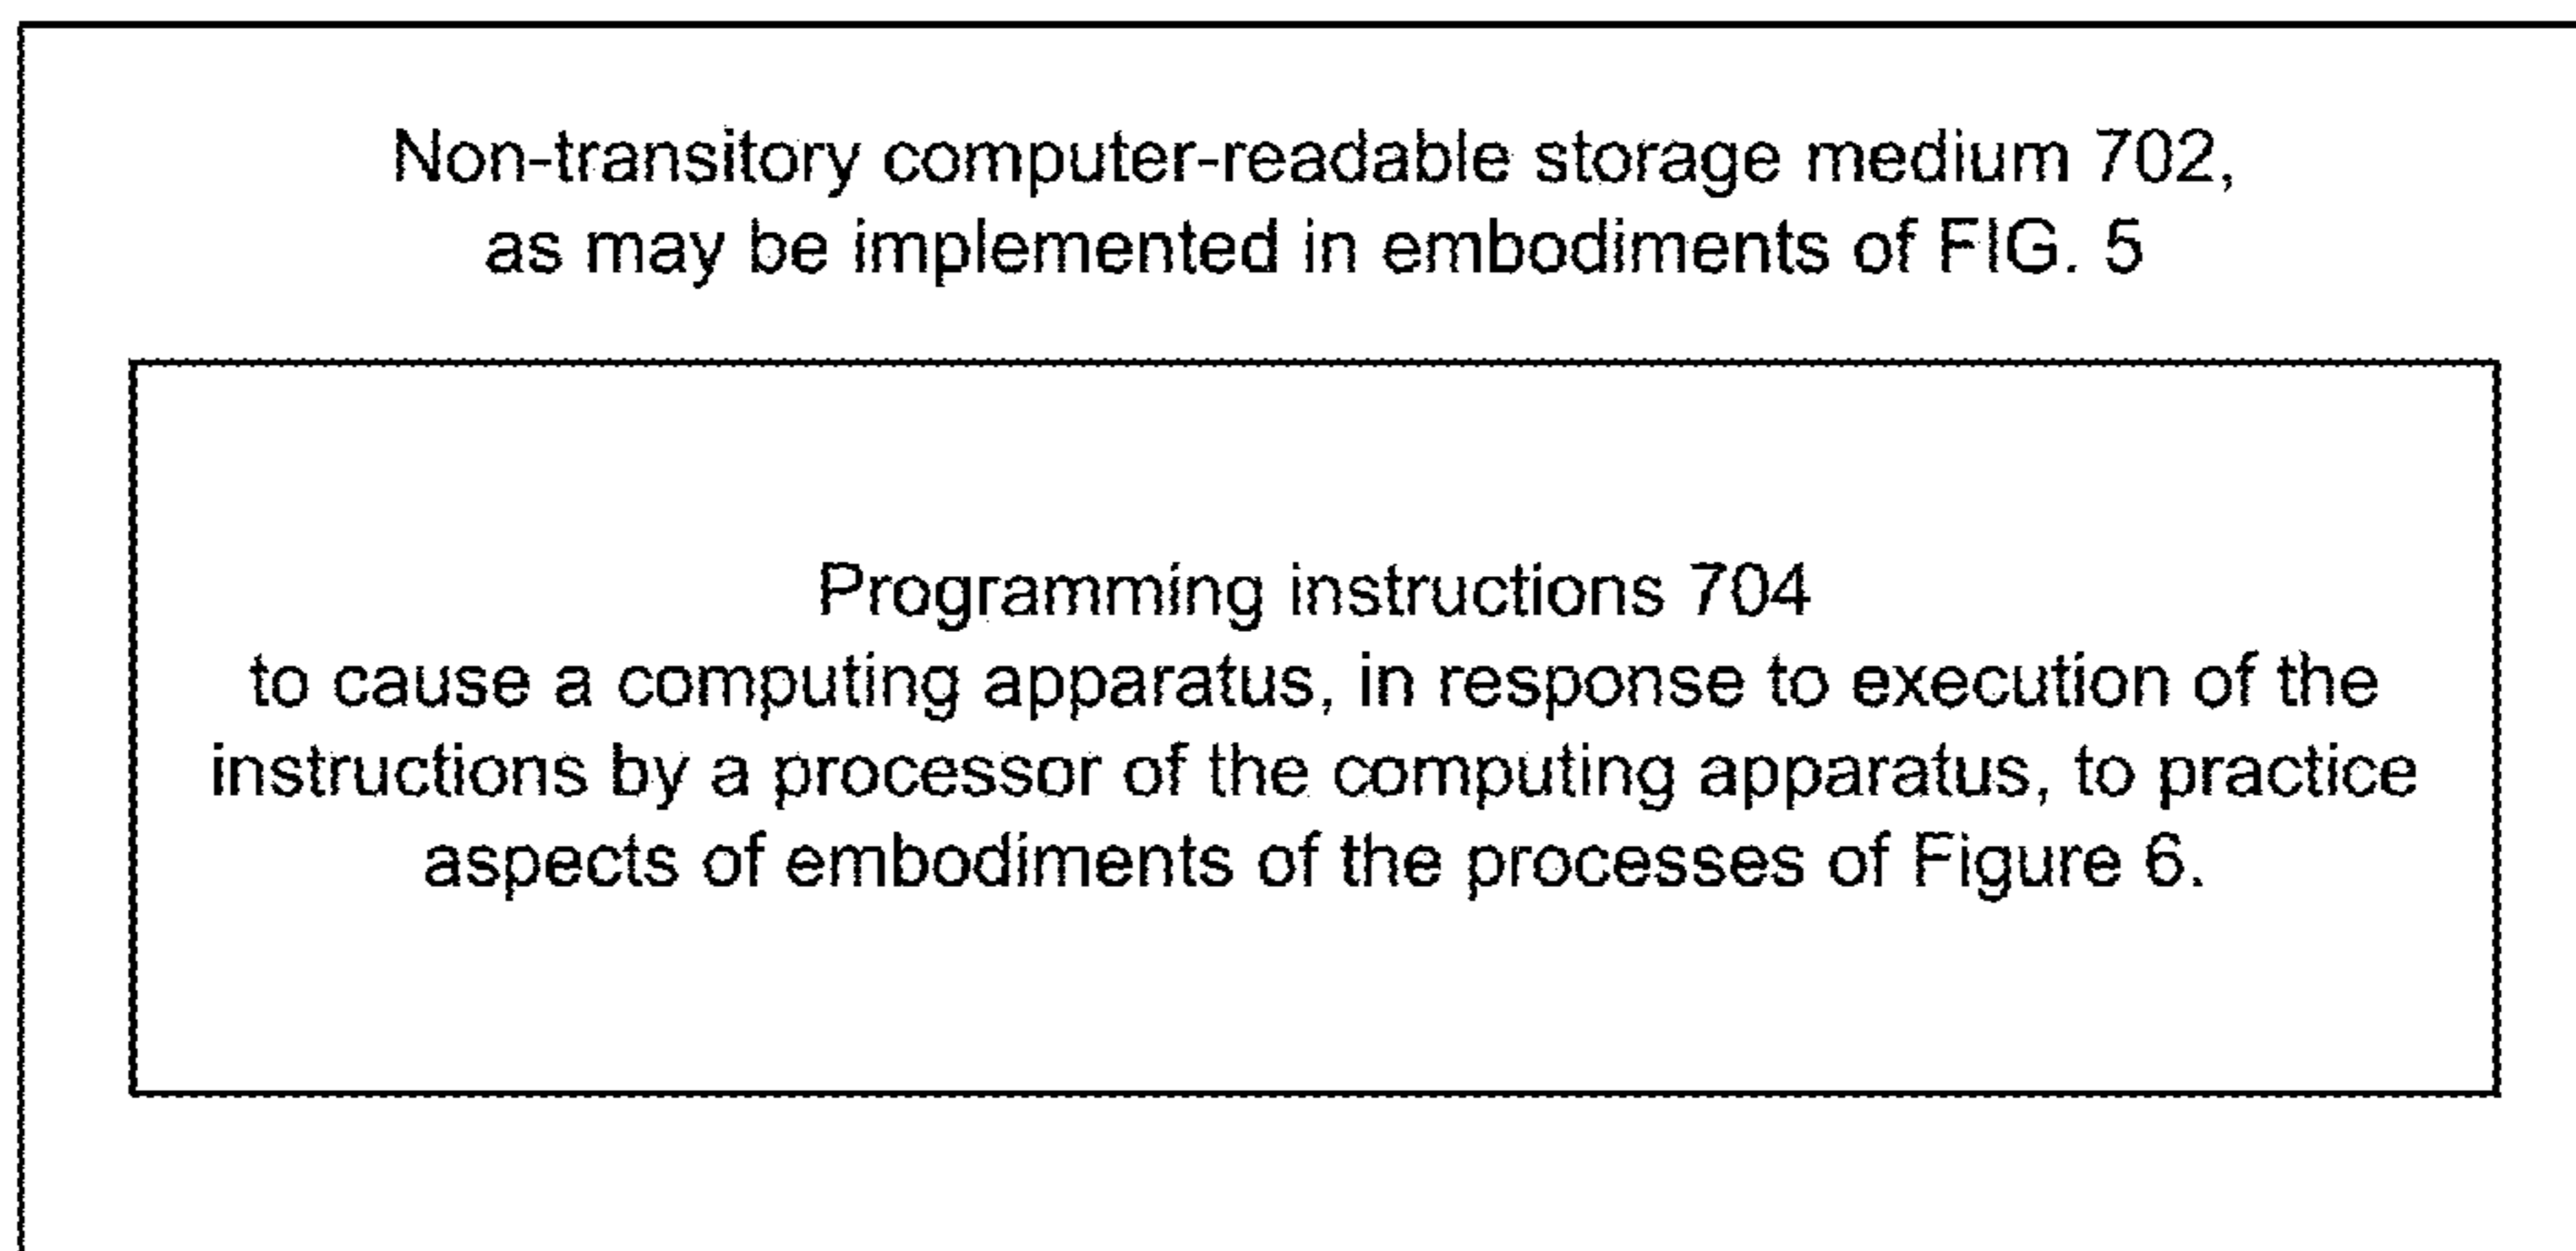 Non-transitory computer-readable storage medium 702,
as may be implemented in embodiments of FIG. 5
Programming instructions 704
to cause a computing apparatus, in response to execution of the
instructions by a processor of the computing apparatus, to practice
aspects of embodiments of the processes of Figure 6.